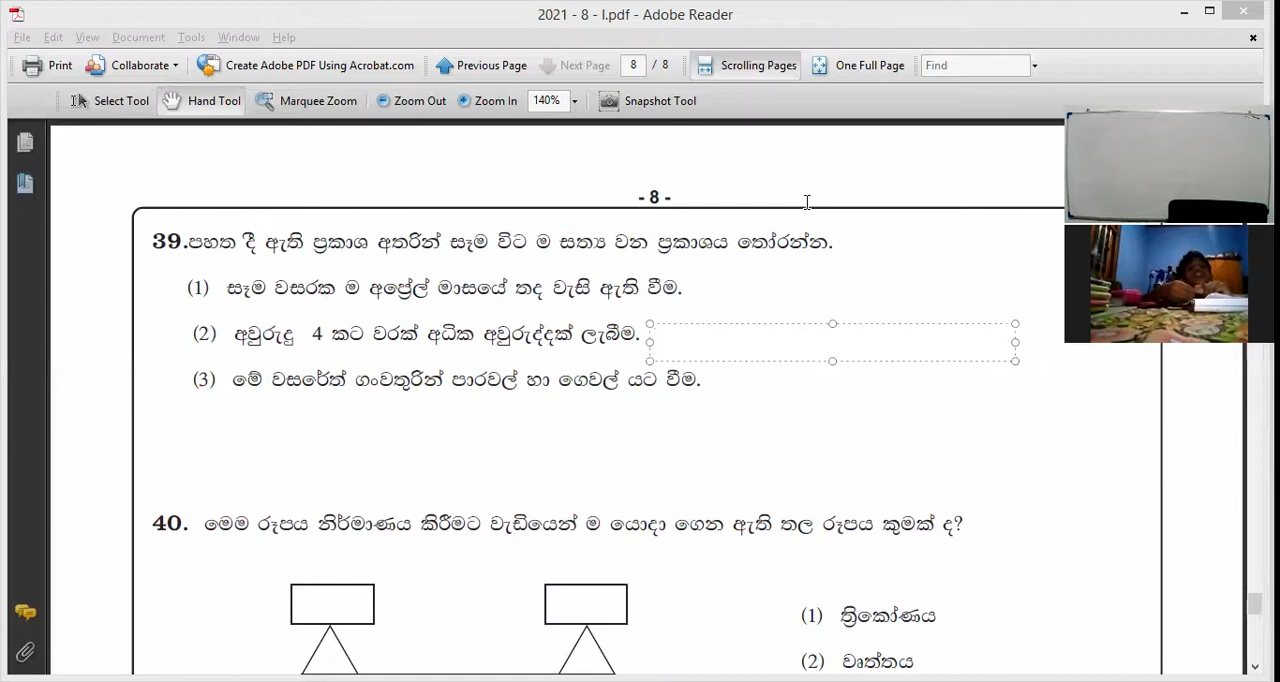 2021 - 8 - I.pdf - Adobe Reader
File Edit View Document Tools Window Help
Print Collaborate Create Adobe PDF Using Acrobat.com Previous Page Next Page 8 / 8 Scrolling Pages One Full Page Find
Select Tool Hand Tool Marquee Zoom Zoom Out Zoom In 140% Snapshot Tool
- 8 -
39.පහත දී ඇති ප්‍රකාශ අතරින් සෑම විට ම සත්‍ය වන ප්‍රකාශය තෝරන්න.
(1) සෑම වසරක ම අප්‍රේල් මාසයේ තද වැසි ඇති වීම.
(2) අවුරුදු 4 කට වරක් අධික අවුරුද්දක් ලැබීම.
(3) මේ වසරේත් ගංවතුරින් පාරවල් හා ගෙවල් යට වීම.
40. මෙම රූපය නිර්මාණය කිරීමට වැඩියෙන් ම යොදා ගෙන ඇති තල රූපය කුමක් ද?
(1) ත්‍රිකෝණය
(2) වෘත්තය